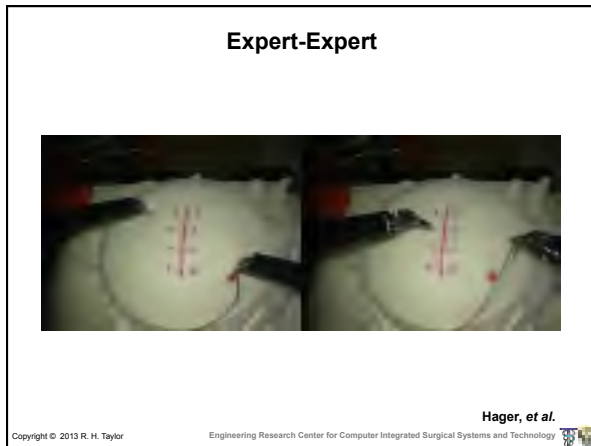 Expert-Expert
Hager, et al.
Copyright © 2013 R. H. Taylor
Engineering Research Center for Computer Integrated Surgical Systems and Technology